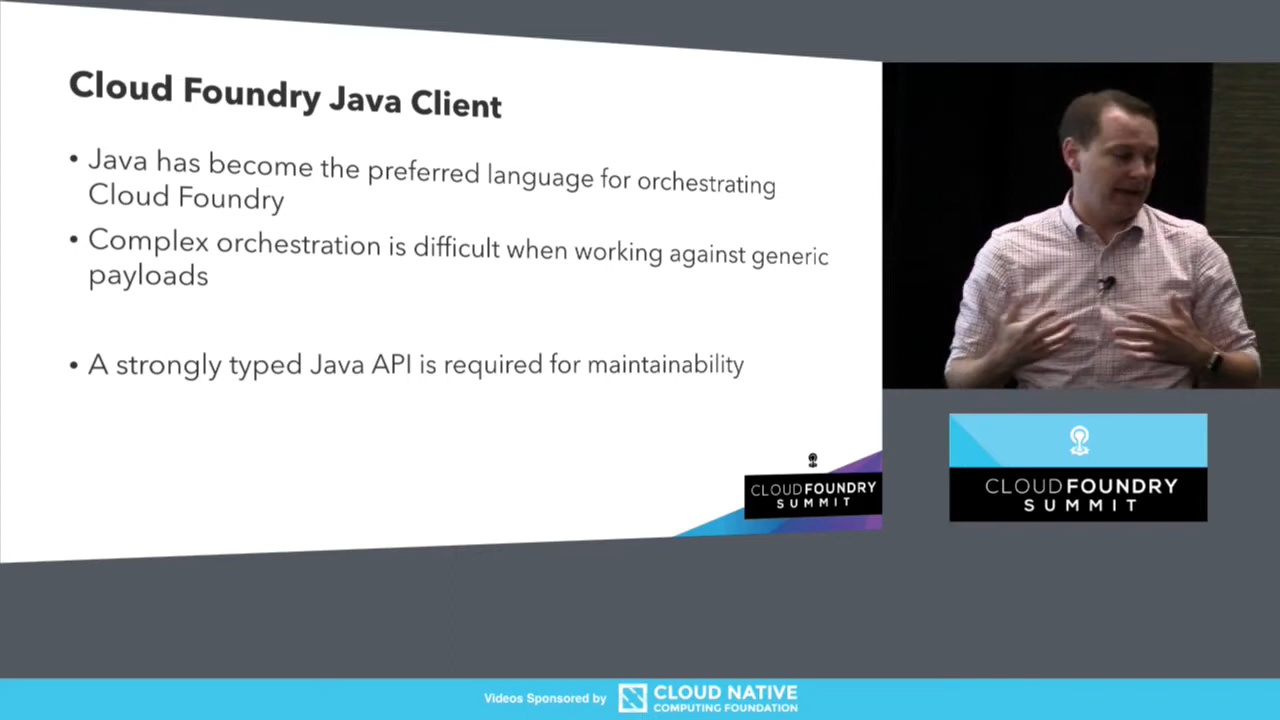 Cloud Foundry Java Client
• Java has become the preferred language for orchestrating
Cloud Foundry
• Complex orchestration is difficult when working against generic
payloads
• A strongly typed Java API is required for maintainability
CLOUDFOUNDRY
SUMMIT
CLOUDFOUNDRY
SUMMIT
Videos Sponsored by
CLOUD NATIVE
COMPUTING FOUNDATION